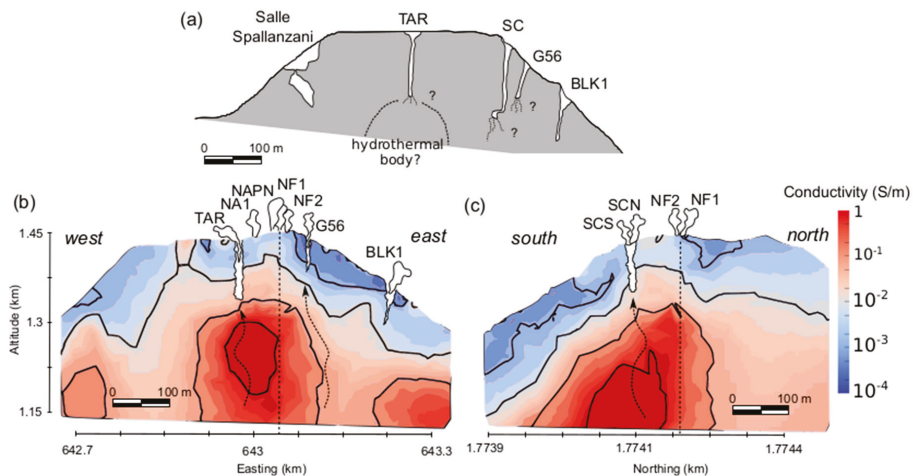 (a)
Salle
Spallanzani
TAR
SC
G56
BLK1
?
?
?
hydrothermal
body?
0 100 m
(b)
west
TAR
NA1
NAPN
NF1
NF2
G56
BLK1
east
Altitude (km)
1.45
1.3
1.15
0 100 m
642.7
643
643.3
Easting (km)
(c)
south
SCS
SCN
NF2
NF1
north
0 100 m
1.7739
1.77441
1.7744
Northing (km)
Conductivity (S/m)
1
10-1
10-2
10-3
10-4